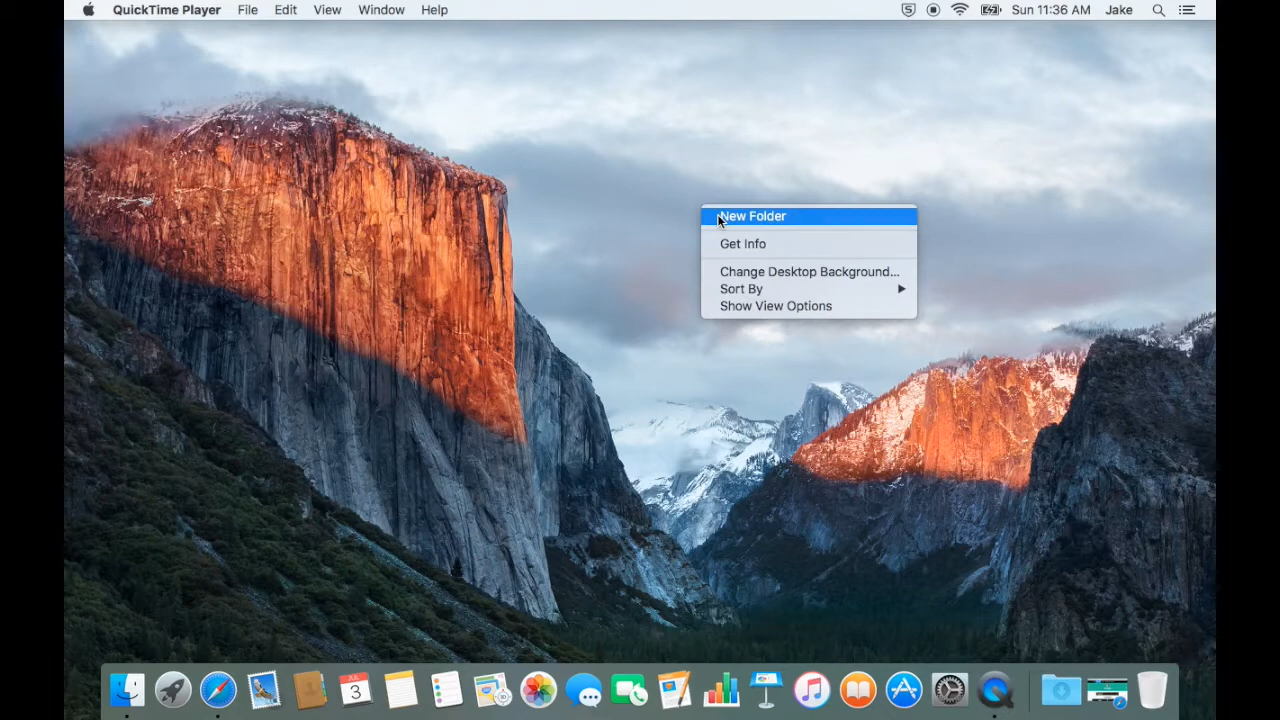 QuickTime Player File Edit View Window Help Sun 11:36 AM Jake
New Folder
Get Info
Change Desktop Background...
Sort By
Show View Options
3